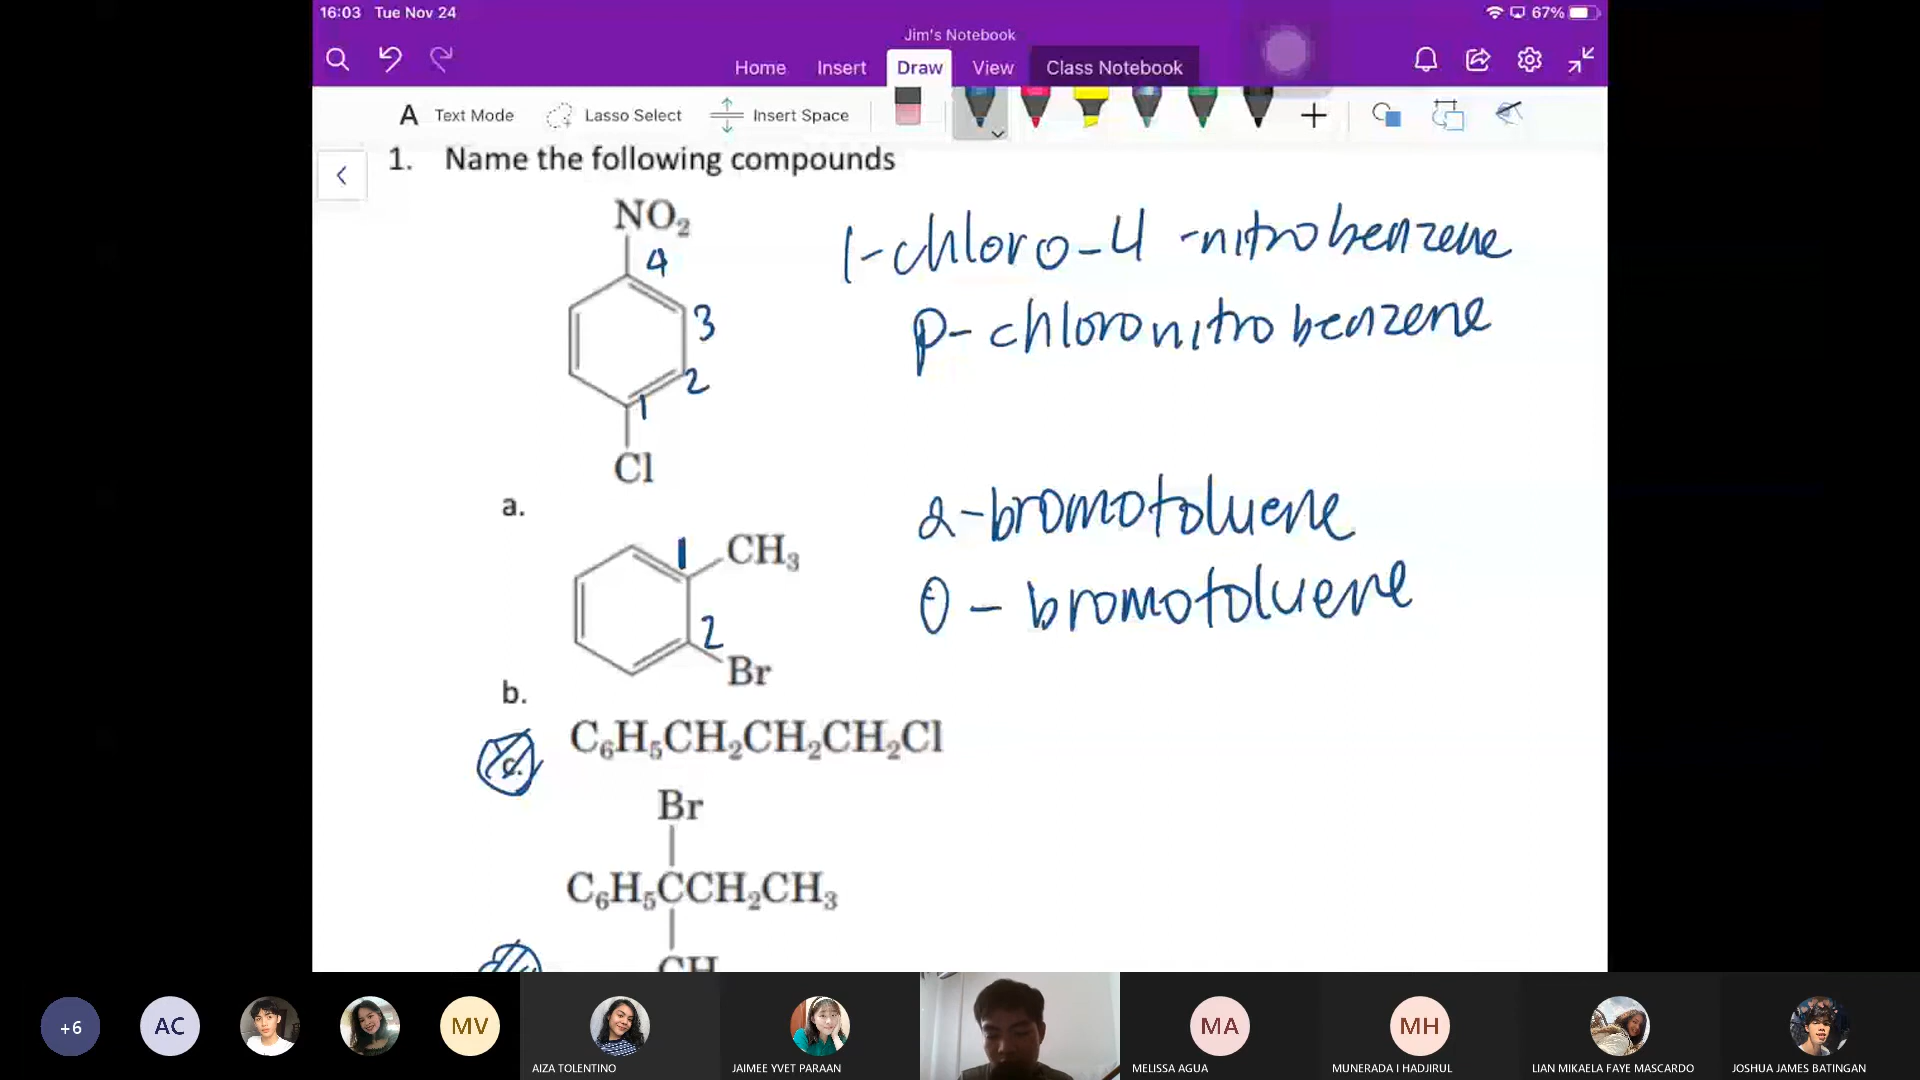 16:03 Tue Nov 24
67%
Jim's Notebook
Home Insert Draw View Class Notebook
A Text Mode Lasso Select Insert Space
1. Name the following compounds
NO₂
4
3
2
1
Cl
1-chloro-4-nitrobenzene
p-chloronitrobenzene
a.
1 CH₃
2
Br
2-bromotoluene
o-bromotoluene
b.
C₆H₅CH₂CH₂CH₂Cl
c.
Br
C₆H₅CCH₂CH₃
CH
+6 AC MV MA MH
AIZA TOLENTINO JAIMEE YVET PARAAN MELISSA AGUA MUNERADA I HADJIRUL LIAN MIKAELA FAYE MASCARDO JOSHUA JAMES BATINGAN